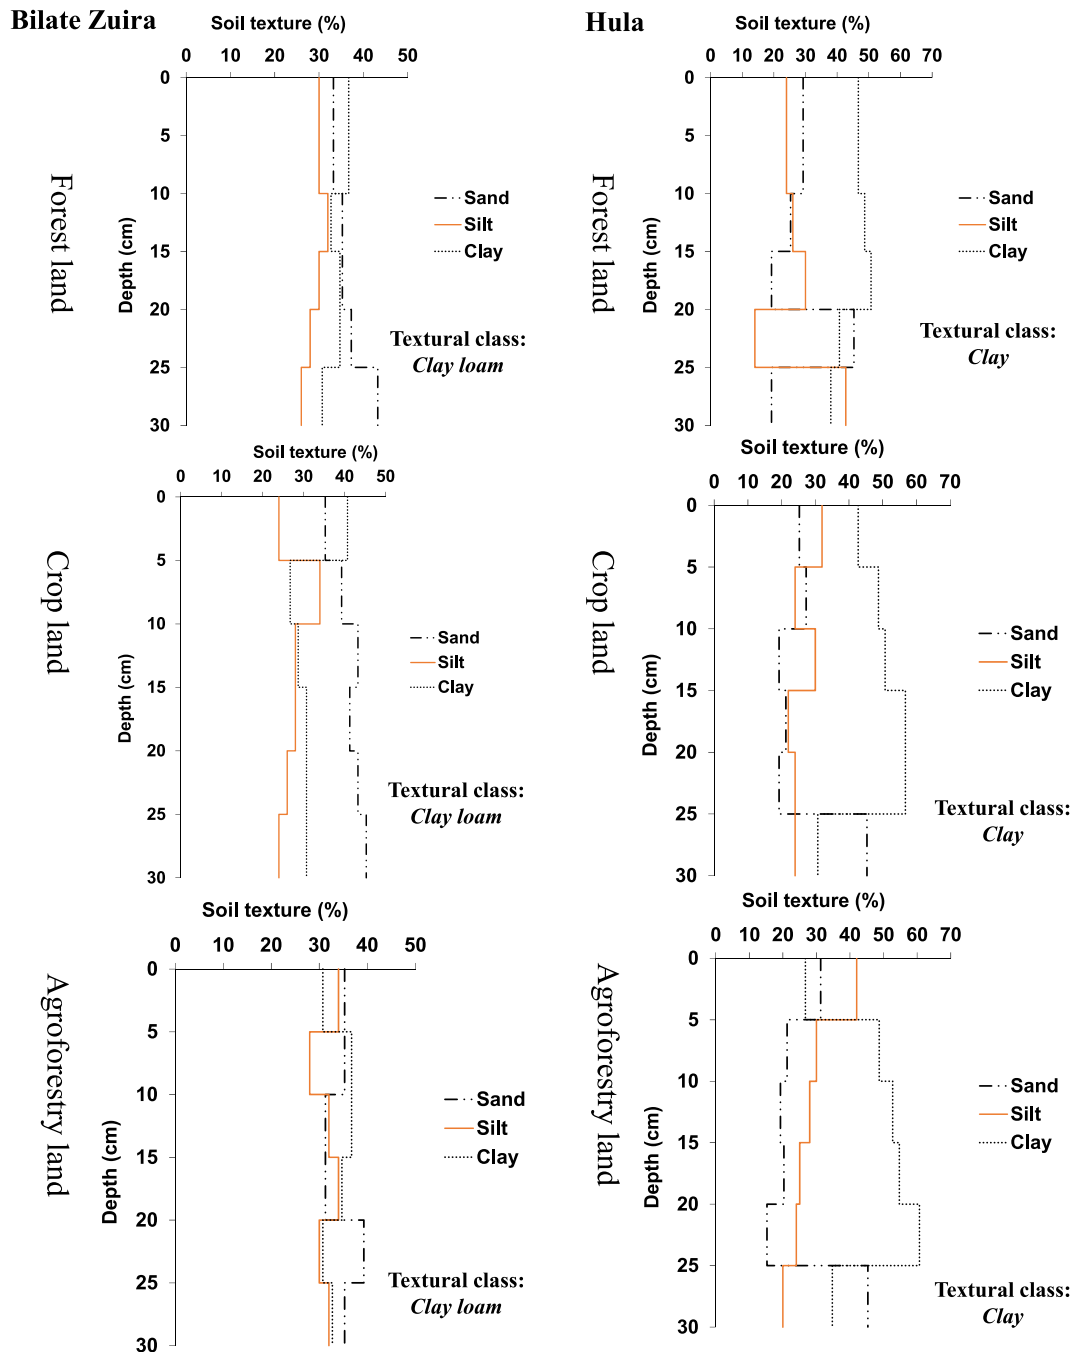 Bilate Zuira
Soil texture (%)
0 10 20 30 40 50
0
5
10
15
20
25
30
Depth (cm)
Forest land
Sand
Silt
Clay
Textural class:
Clay loam
Hula
Soil texture (%)
0 10 20 30 40 50 60 70
0
5
10
15
20
25
30
Depth (cm)
Forest land
Sand
Silt
Clay
Textural class:
Clay
Soil texture (%)
0 10 20 30 40 50
0
5
10
15
20
25
30
Depth (cm)
Crop land
Sand
Silt
Clay
Textural class:
Clay loam
Soil texture (%)
0 10 20 30 40 50 60 70
0
5
10
15
20
25
30
Depth (cm)
Crop land
Sand
Silt
Clay
Textural class:
Clay
Soil texture (%)
0 10 20 30 40 50
0
5
10
15
20
25
30
Depth (cm)
Agroforestry land
Sand
Silt
Clay
Textural class:
Clay loam
Soil texture (%)
0 10 20 30 40 50 60 70
0
5
10
15
20
25
30
Depth (cm)
Agroforestry land
Sand
Silt
Clay
Textural class:
Clay